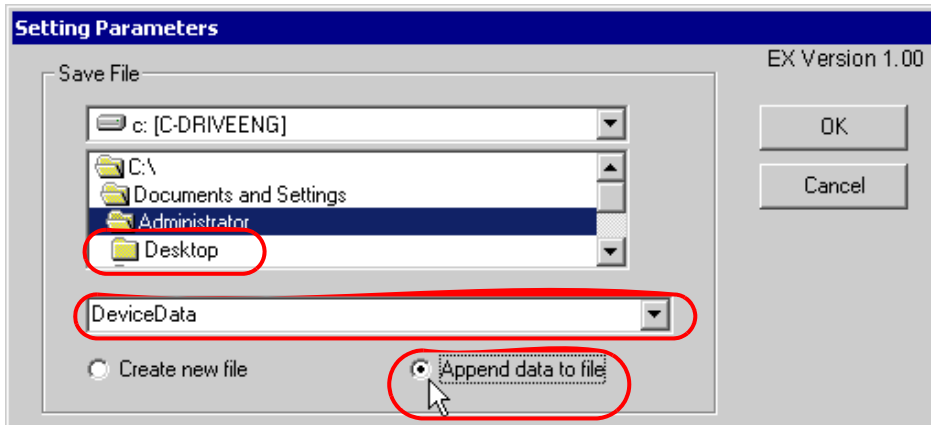 Setting Parameters
EX Version 1.00
Save File
c: [C-DRIVEENG]
OK
C:\
Documents and Settings
Cancel
Administrator
Desktop
DeviceData
Create new file
Append data to file